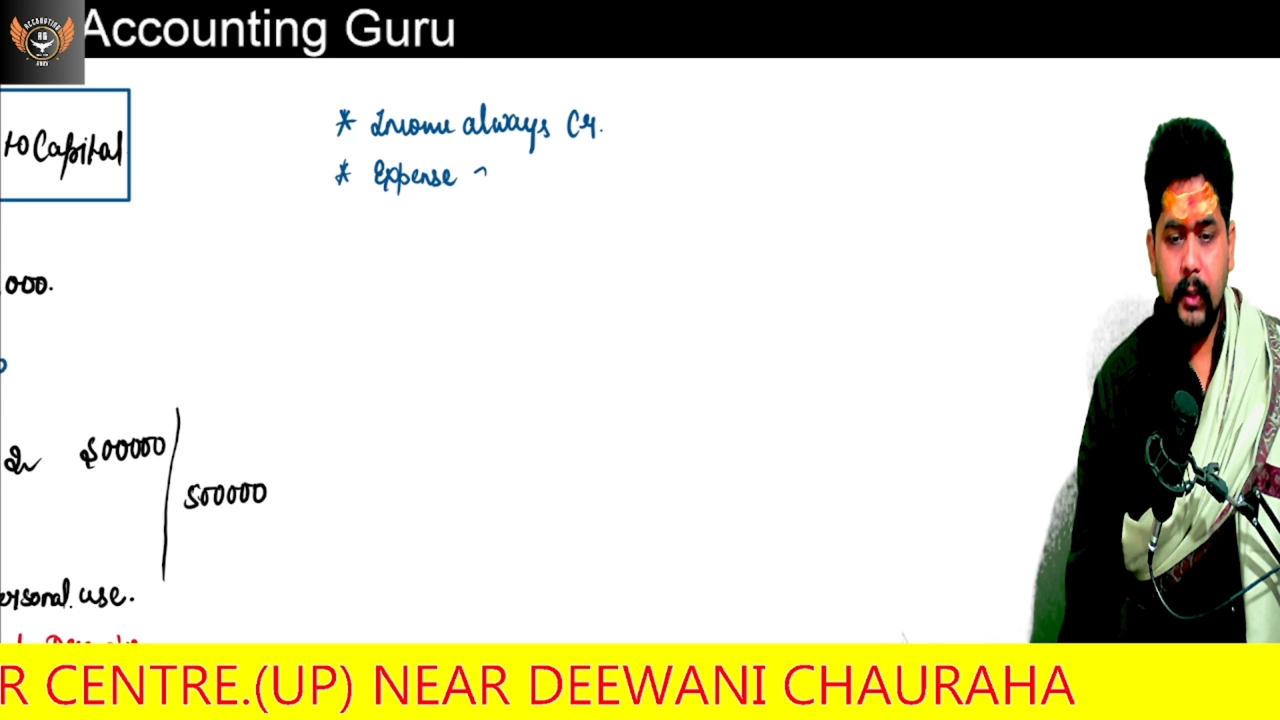 Accounting Guru
to Capital
* Income always Cr.
* Expense
000.
500000
500000
ersonal use.
R CENTRE.(UP) NEAR DEEWANI CHAURAHA